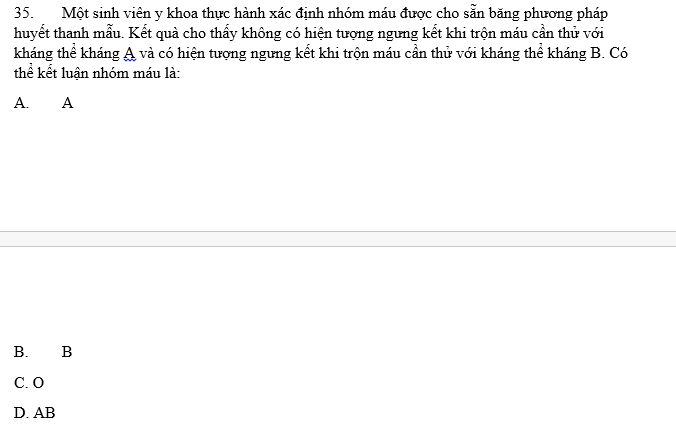 35. Một sinh viên y khoa thực hành xác định nhóm máu được cho sẵn bằng phương pháp
huyết thanh mẫu. Kết quả cho thấy không có hiện tượng ngưng kết khi trộn máu cần thử với
kháng thể kháng A và có hiện tượng ngưng kết khi trộn máu cần thử với kháng thể kháng B. Có
thể kết luận nhóm máu là:
A. A
B. B
C. O
D. AB